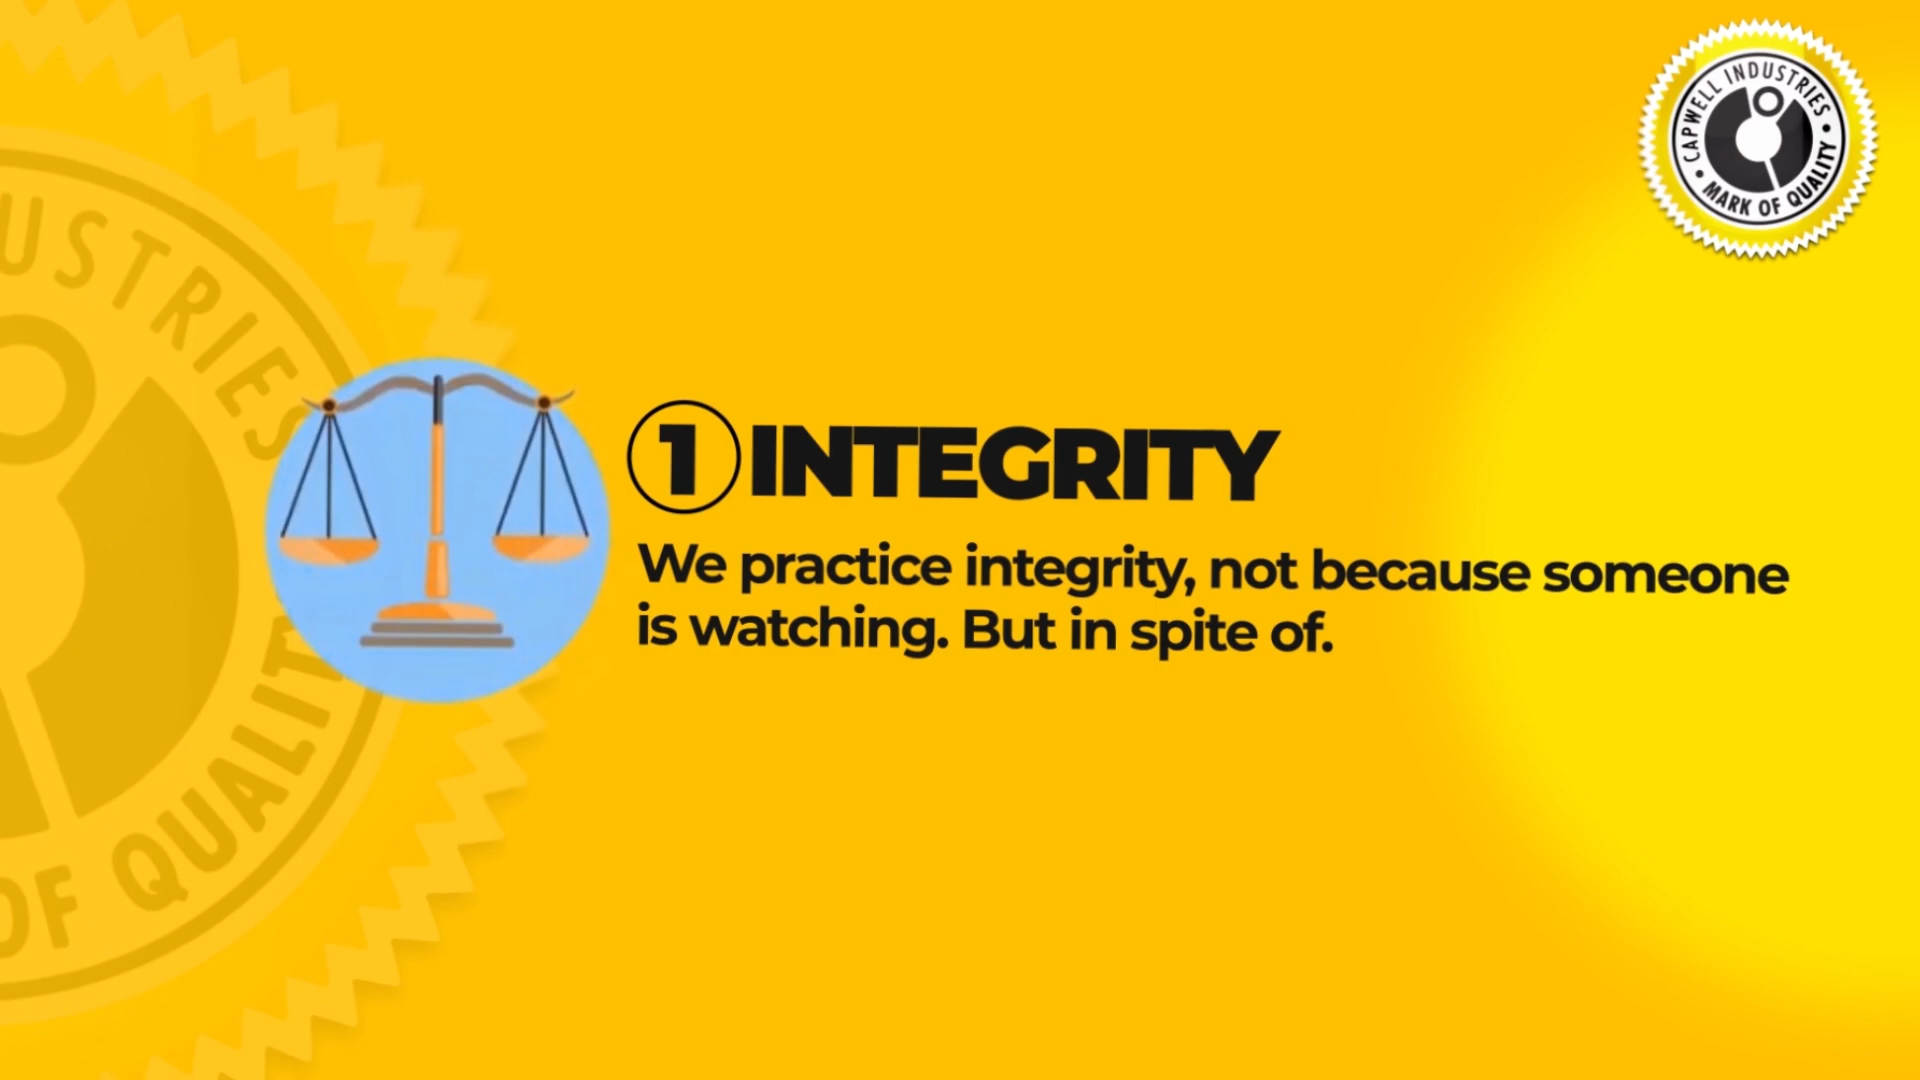 CAPWELL INDUSTRIES
• MARK OF QUALITY •
USTRIES
OF QUALIT
1 INTEGRITY
We practice integrity, not because someone
is watching. But in spite of.